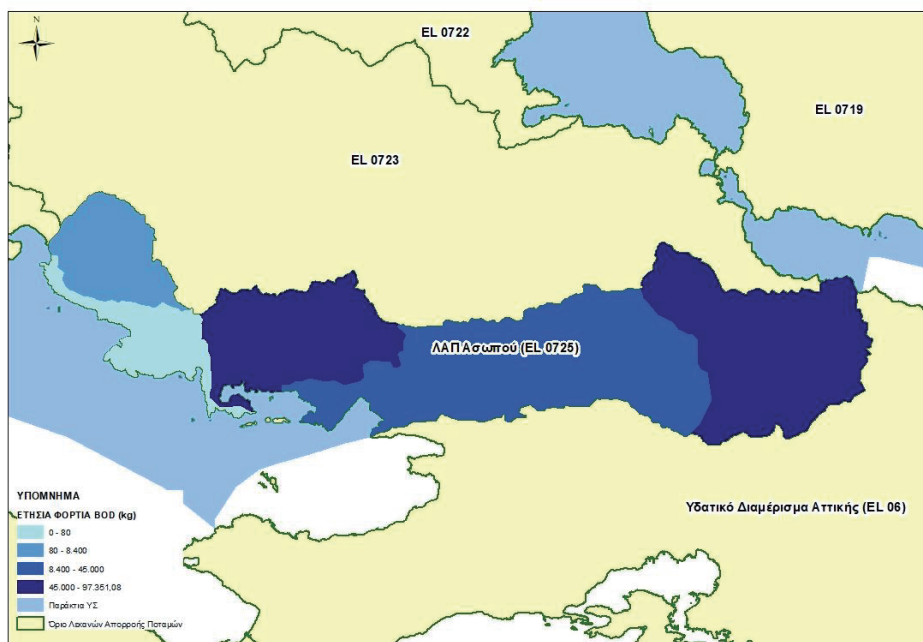 N
EL 0722
EL 0719
EL 0723
ΛΑΠ Ασωπού (EL 0725)
Υδατικό Διαμέρισμα Αττικής (EL 06)
ΥΠΟΜΝΗΜΑ
ΕΤΗΣΙΑ ΦΟΡΤΙΑ BOD (kg)
0 - 80
80 - 8.400
8.400 - 45.000
45.000 - 97.351,08
Παράκτια ΥΣ
Όριο Λεκανών Απορροής Ποταμών